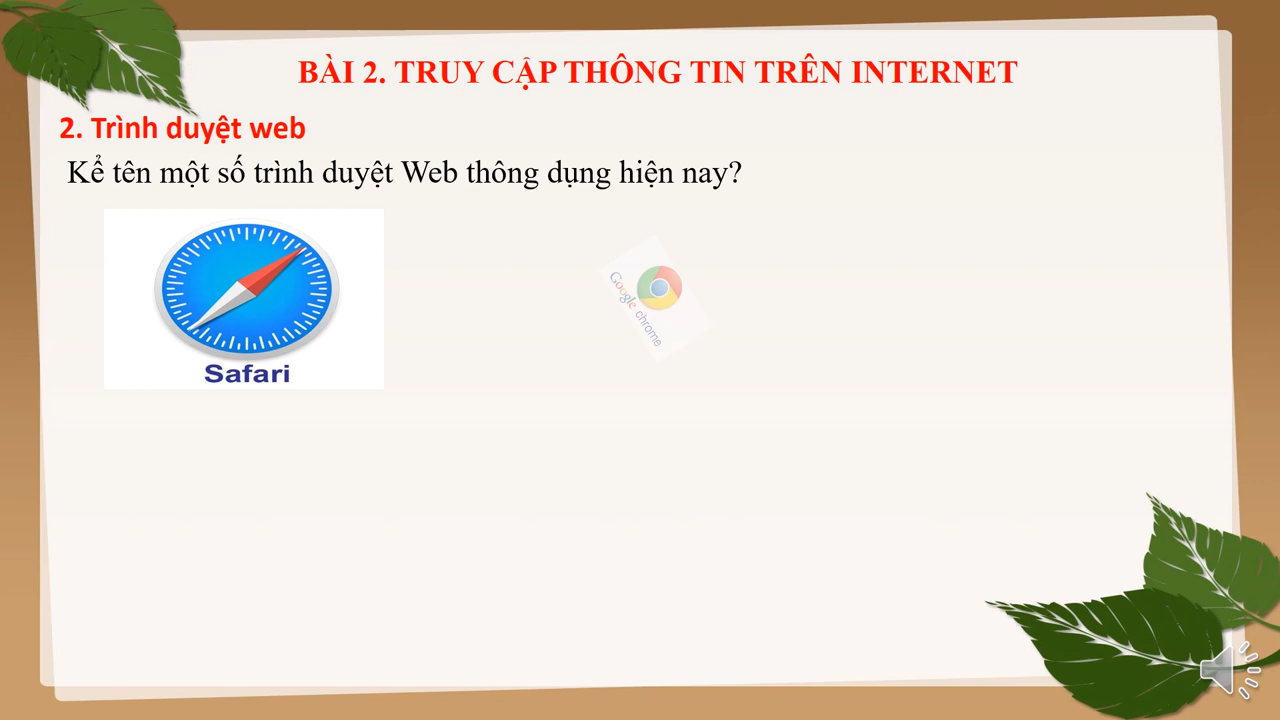 BÀI 2. TRUY CẬP THÔNG TIN TRÊN INTERNET
2. Trình duyệt web
Kể tên một số trình duyệt Web thông dụng hiện nay?
Google chrome
Safari